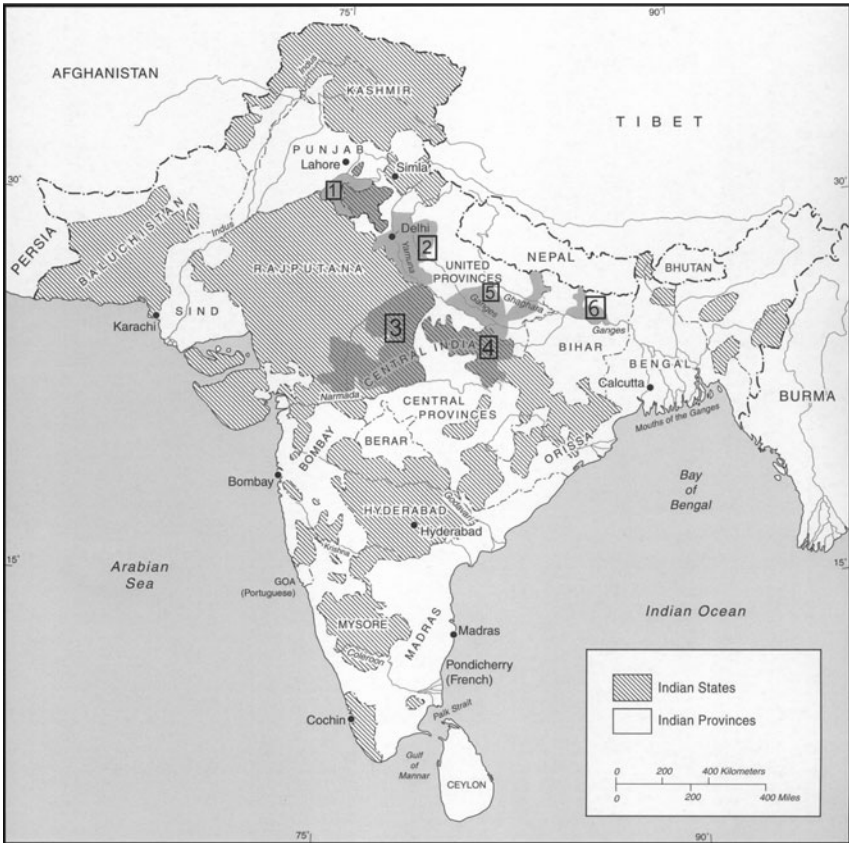 75
90
AFGHANISTAN
Indus
KASHMIR
TIBET
PUNJAB
Lahore
Simla
30
30
1
PERSIA
BALUCHISTAN
Indus
Delhi
2
Yamuna
NEPAL
BHUTAN
RAJPUTANA
UNITED
PROVINCES
5
Ghaghara
6
SIND
Karachi
Ganges
Ganges
3
4
BIHAR
CENTRAL INDIA
BENGAL
Calcutta
Narmada
CENTRAL
PROVINCES
Mouths of the Ganges
BURMA
BOMBAY
BERAR
ORISSA
Bombay
Bay
of
Bengal
HYDERABAD
Godavari
Hyderabad
Krishna
15
15
Arabian
Sea
GOA
(Portuguese)
Indian Ocean
MYSORE
MADRAS
Madras
Coleroon
Pondicherry
(French)
Indian States
Palk Strait
Cochin
Indian Provinces
Gulf
of
Mannar
CEYLON
0 200 400 Kilometers
0 200 400 Miles
75
90